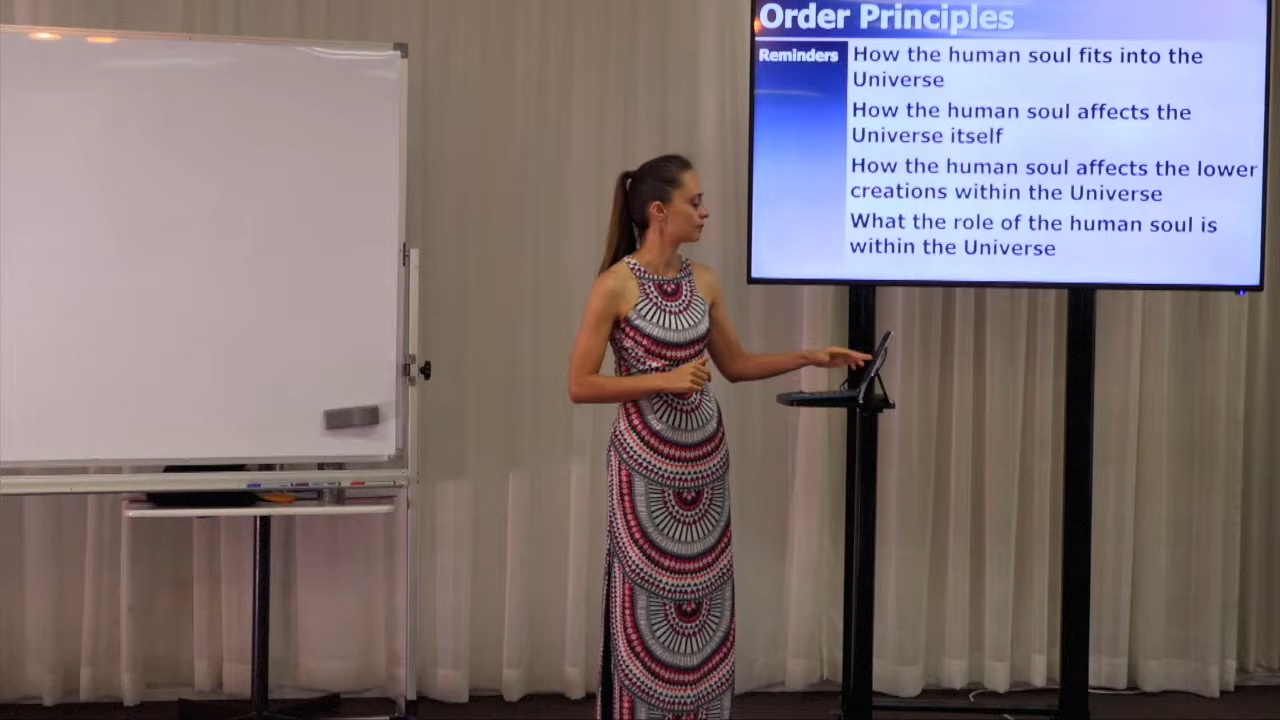 Order Principles
Reminders
How the human soul fits into the
Universe
How the human soul affects the
Universe itself
How the human soul affects the lower
creations within the Universe
What the role of the human soul is
within the Universe